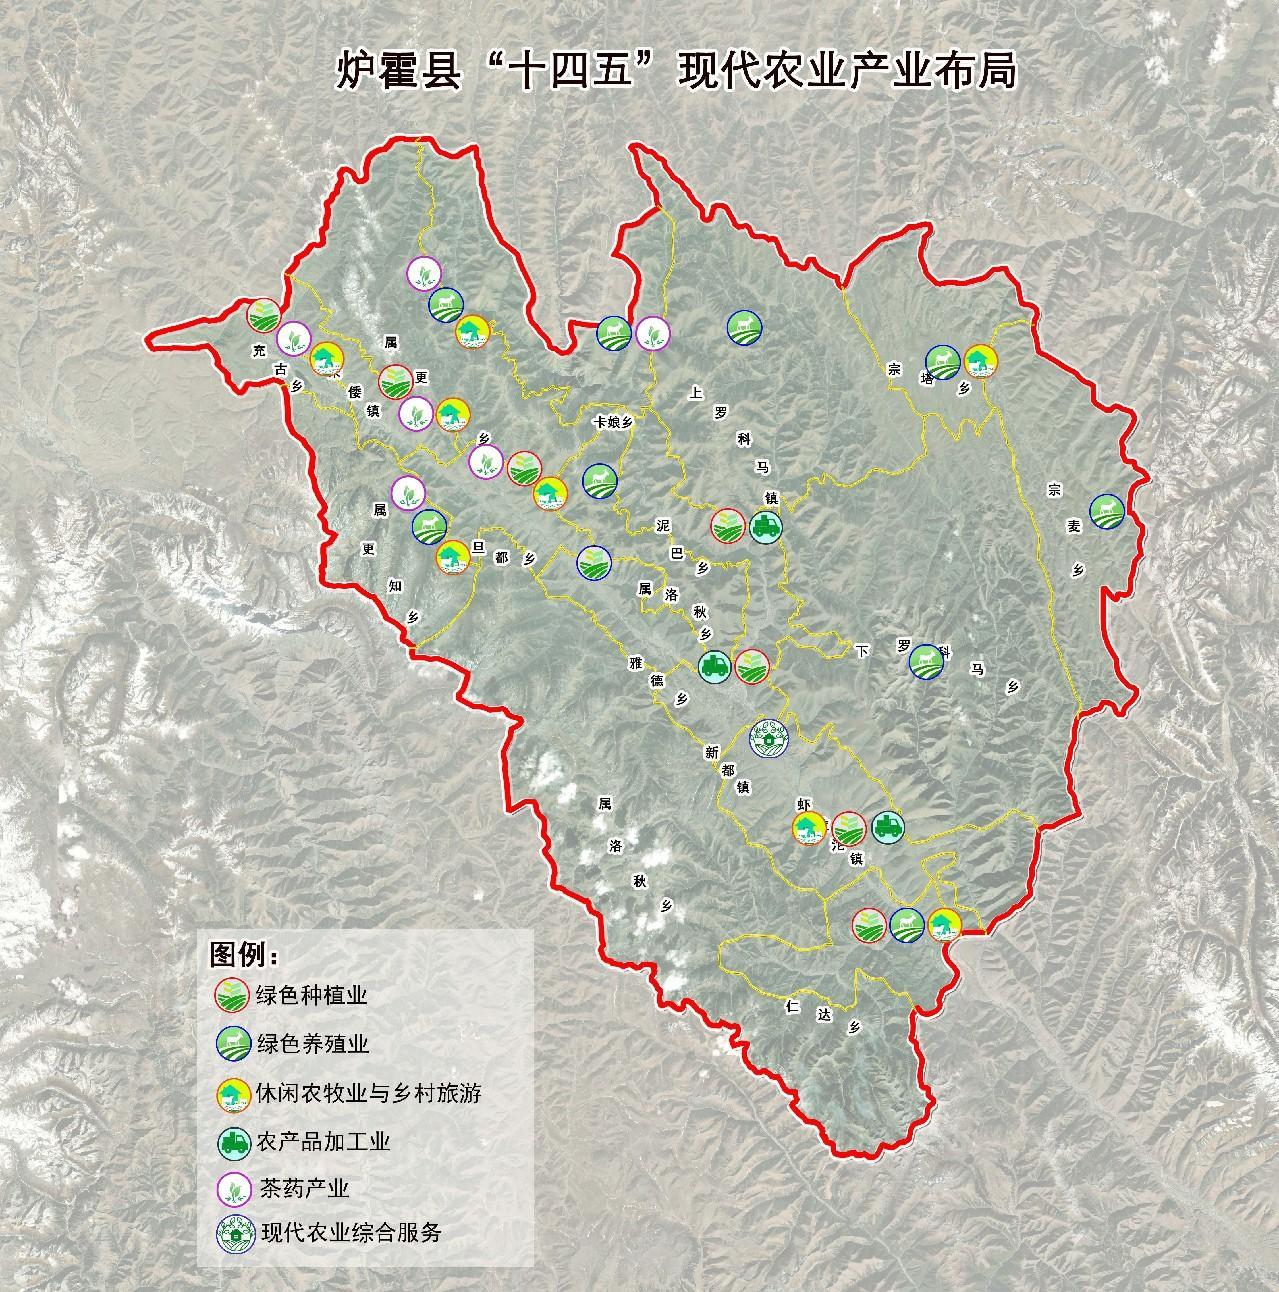 炉霍县“十四五”现代农业产业布局
充古乡
倭镇
属更乡
卡娘乡
上罗科马镇
宗塔乡
宗麦乡
属更知乡
旦都乡
泥巴乡
属洛秋乡
雅德乡
下罗科马乡
新都镇
虾沱镇
属洛秋乡
仁达乡
图例：
绿色种植业
绿色养殖业
休闲农牧业与乡村旅游
农产品加工业
茶药产业
现代农业综合服务